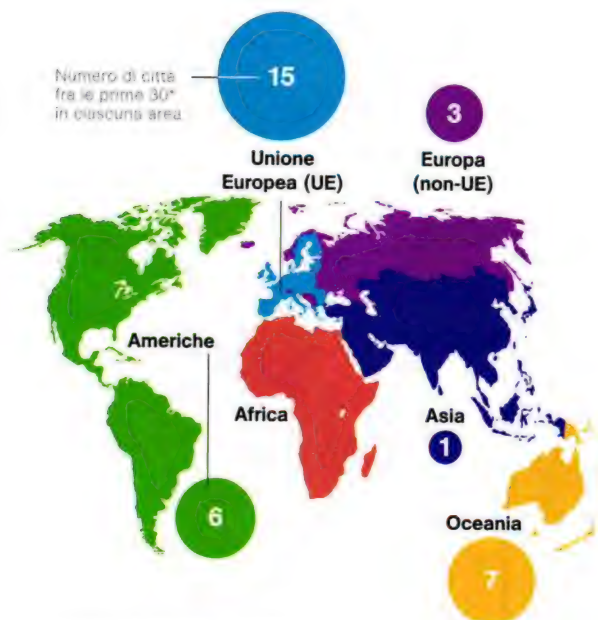 Numero di città
fra le prime 30*
in ciascuna area
15
3
Unione
Europea (UE)
Europa
(non-UE)
Americhe
Africa
Asia
1
6
Oceania
7